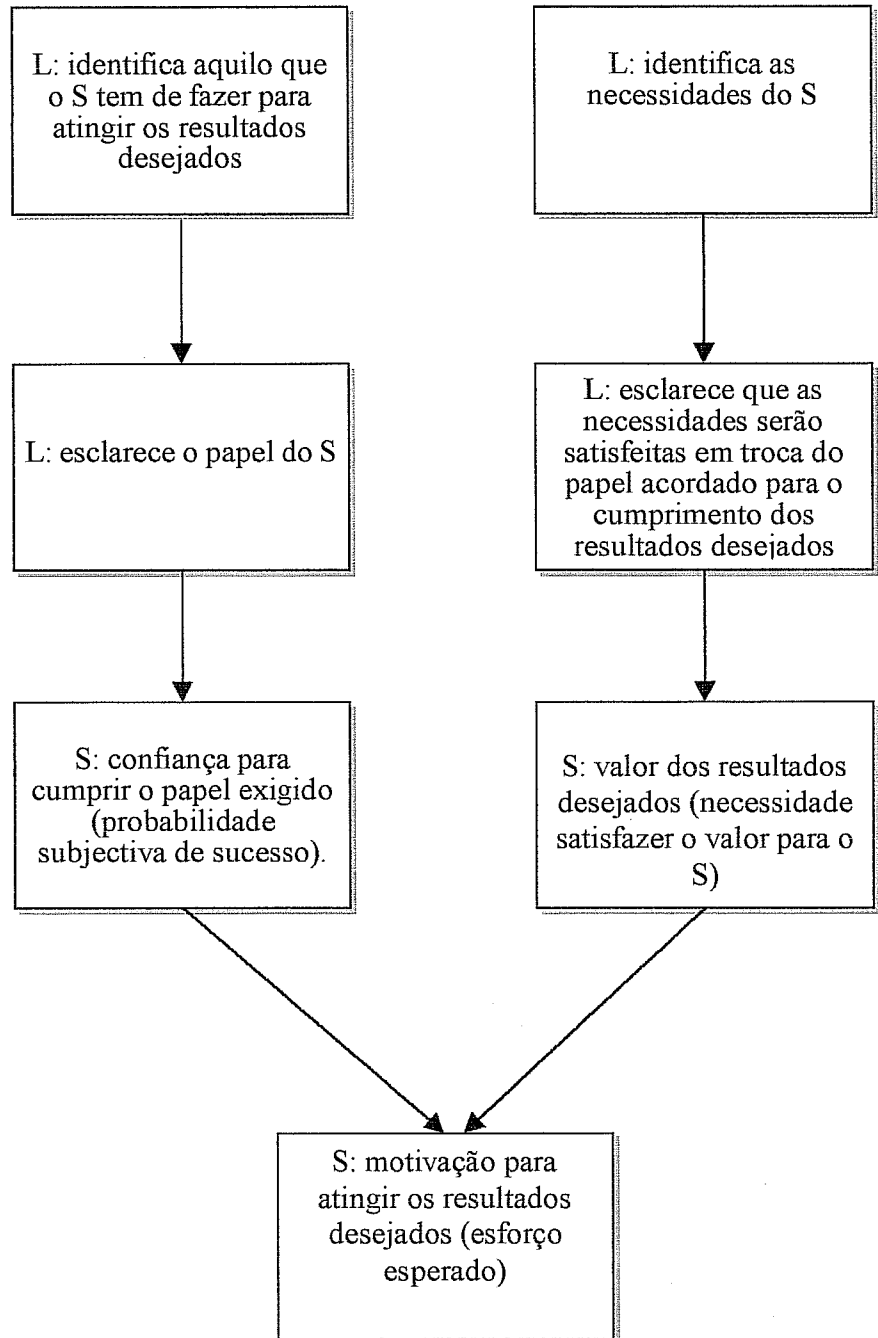 L: identifica aquilo que
o S tem de fazer para
atingir os resultados
desejados
L: identifica as
necessidades do S
L: esclarece o papel do S
L: esclarece que as
necessidades serão
satisfeitas em troca do
papel acordado para o
cumprimento dos
resultados desejados
S: confiança para
cumprir o papel exigido
(probabilidade
subjectiva de sucesso).
S: valor dos resultados
desejados (necessidade
satisfazer o valor para o
S)
S: motivação para
atingir os resultados
desejados (esforço
esperado)